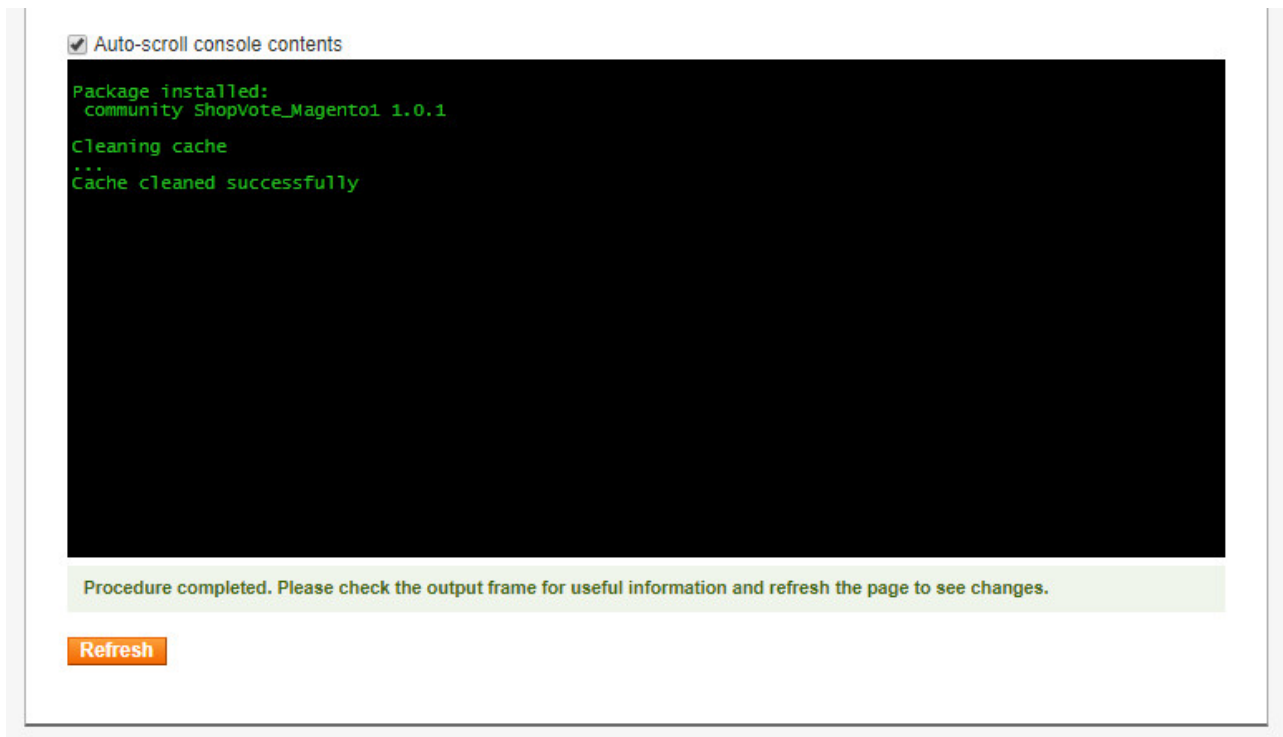 Auto-scroll console contents
Package installed:
community ShopVote_Magento1 1.0.1
Cleaning cache
...
Cache cleaned successfully
Procedure completed. Please check the output frame for useful information and refresh the page to see changes.
Refresh